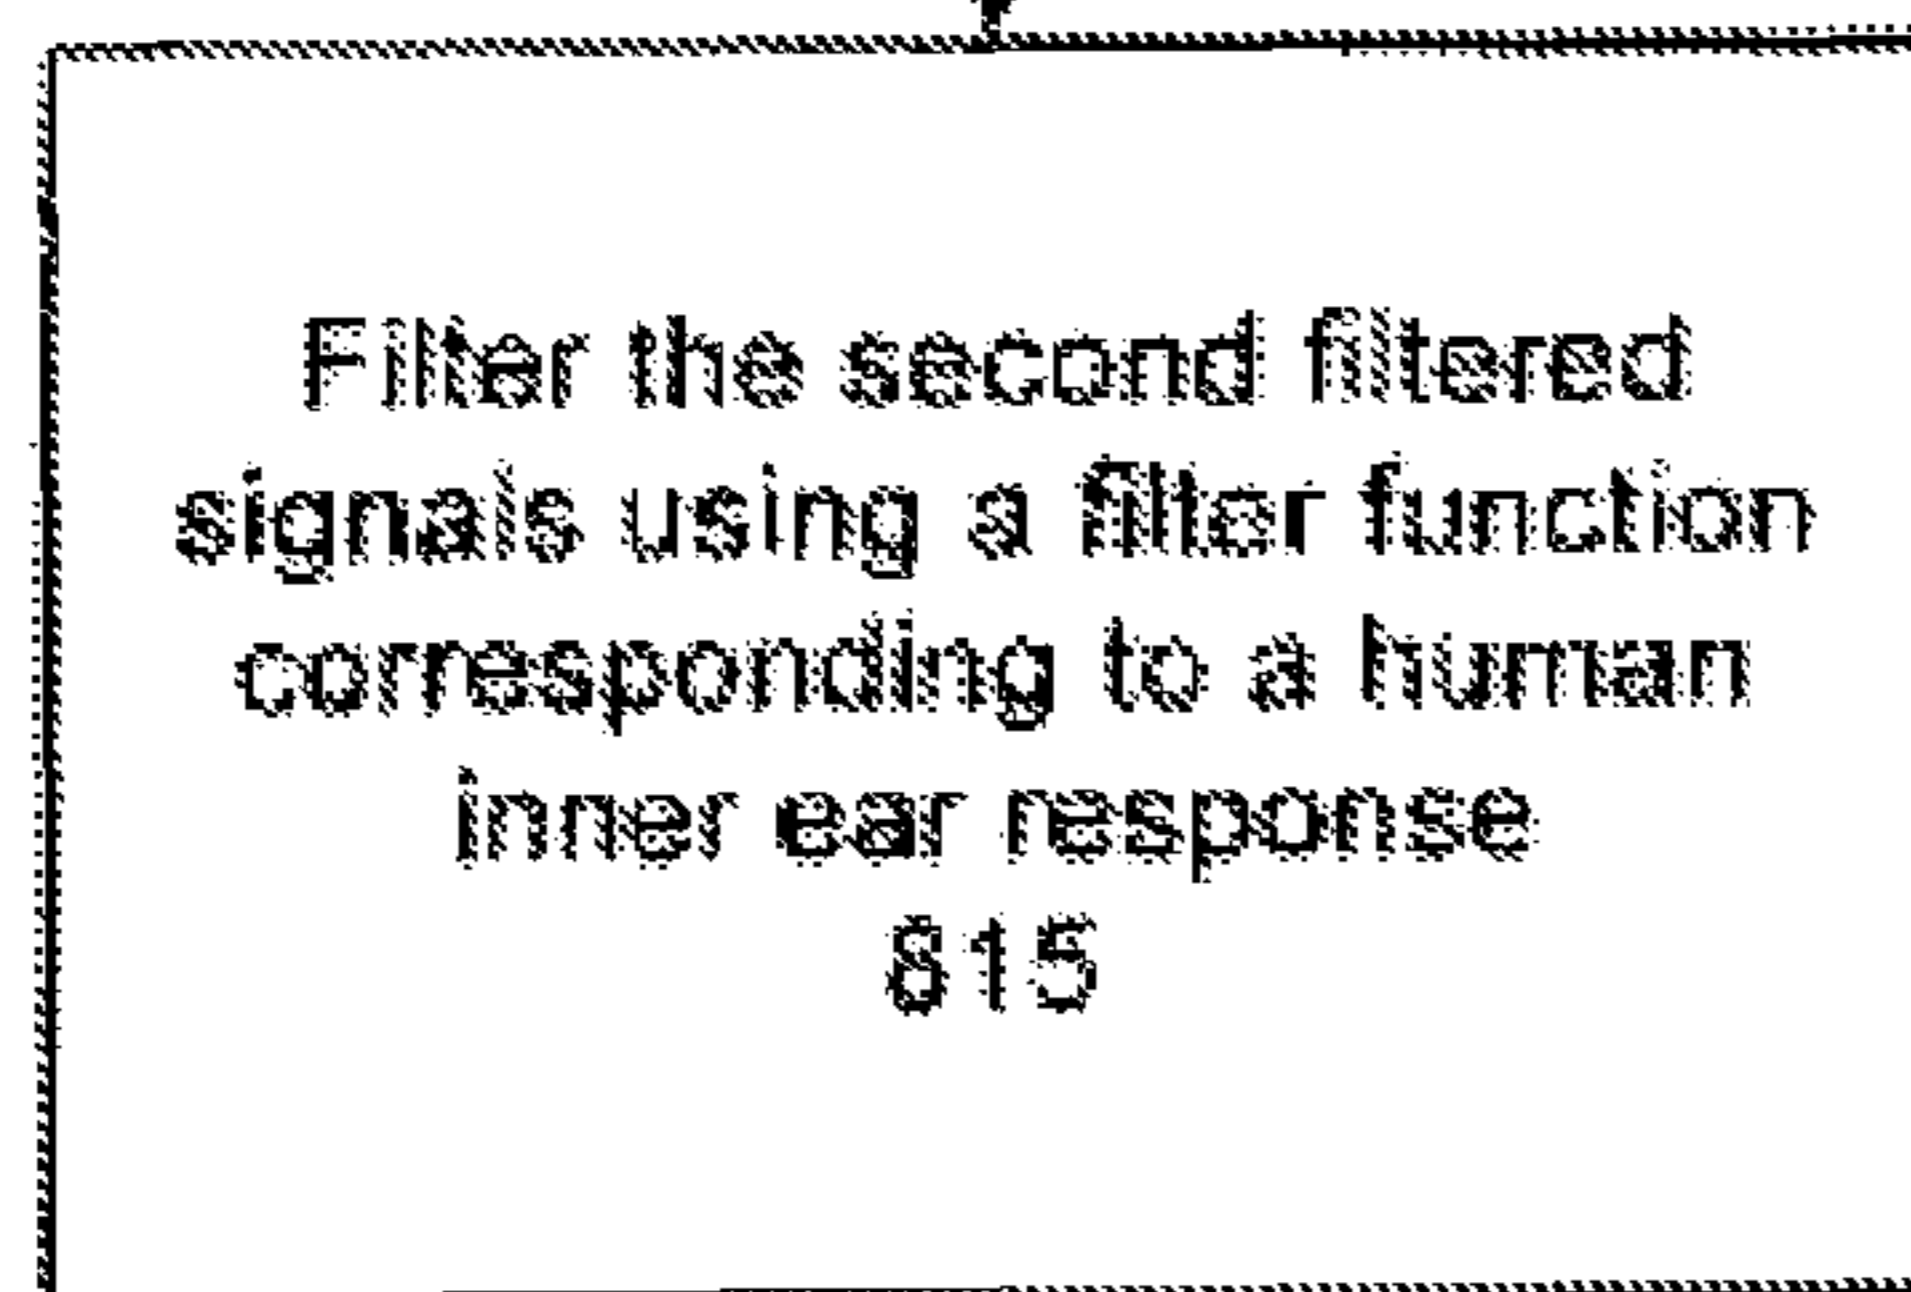 Filter the second filtered
signals using a filter function
corresponding to a human
inner ear response
815